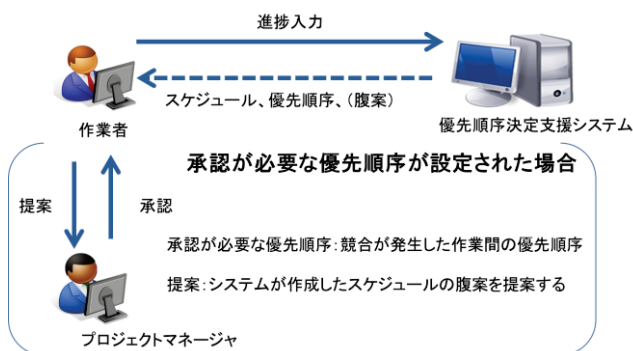 進捗入力
スケジュール、優先順序、(腹案)
作業者
優先順序決定支援システム
承認が必要な優先順序が設定された場合
提案
承認
承認が必要な優先順序:競合が発生した作業間の優先順序
提案:システムが作成したスケジュールの腹案を提案する
プロジェクトマネージャ